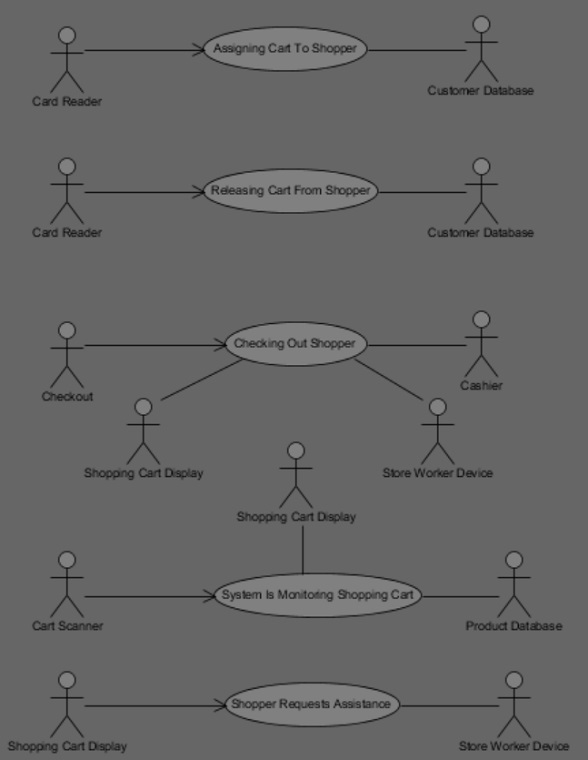 Assigning Cart To Shopper
Customer Database
Card Reader
Releasing Cart From Shopper
Card Reader
Customer Database
Checking Out Shopper
Cashier
Checkout
Shopping Cart Display
Store Worker Device
Shopping Cart Display
System Is Monitoring Shopping Cart
Cart Scanner
Product Database
Shopper Requests Assistance
Shopping Cart Display
Store Worker Device